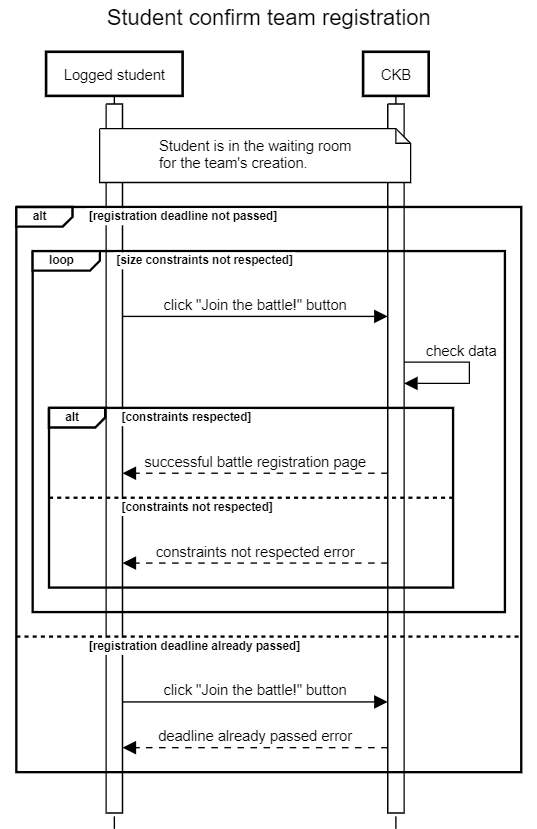 Student confirm team registration
Logged student
CKB
Student is in the waiting room
for the team's creation.
alt [registration deadline not passed]
loop [size constraints not respected]
click "Join the battle!" button
check data
alt [constraints respected]
successful battle registration page
[constraints not respected]
constraints not respected error
[registration deadline already passed]
click "Join the battle!" button
deadline already passed error